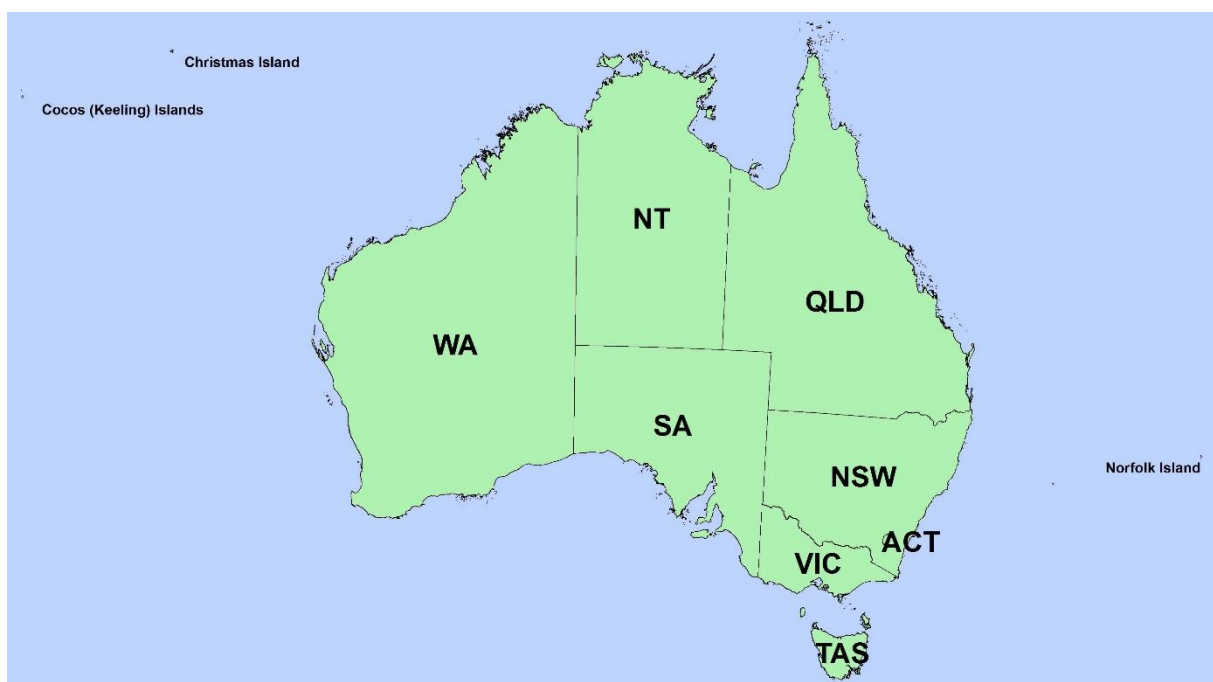 Christmas Island
Cocos (Keeling) Islands
NT
QLD
WA
SA
Norfolk Island
NSW
ACT
VIC
TAS